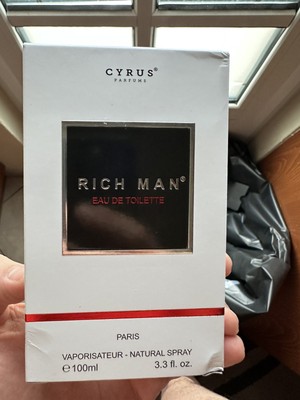 CYRUS®
PARFUMS
RICH MAN®
EAU DE TOILETTE
PARIS
VAPORISATEUR - NATURAL SPRAY
℮100ml 3.3 fl. oz.